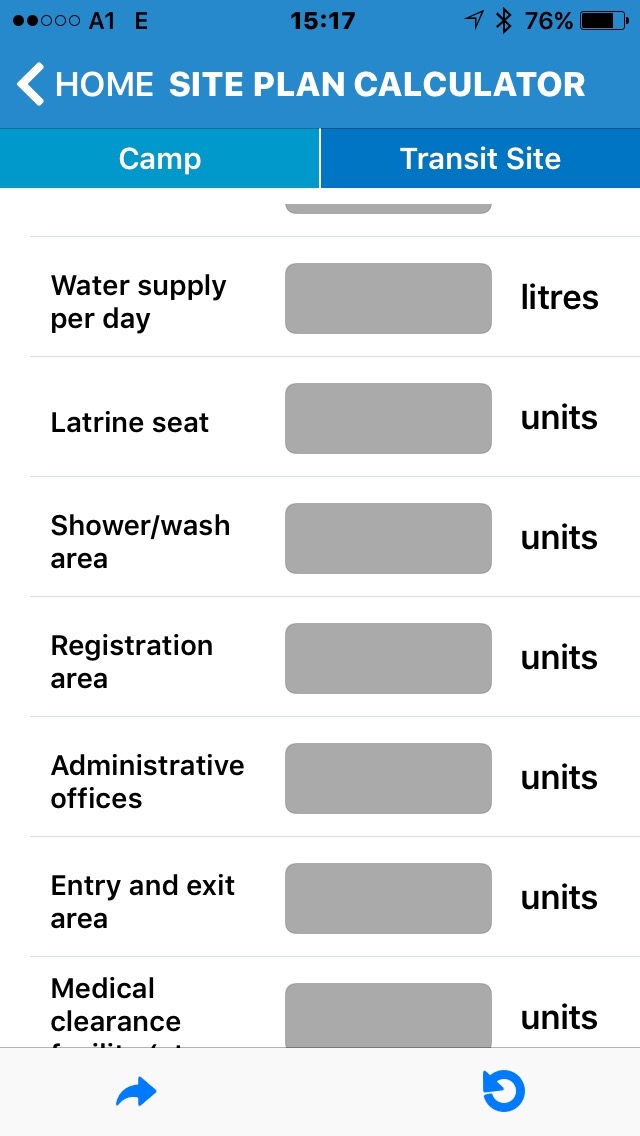 A1 E 15:17 76%
HOME SITE PLAN CALCULATOR
Camp Transit Site
Water supply
per day
litres
Latrine seat units
Shower/wash
area
units
Registration
area
units
Administrative
offices
units
Entry and exit
area
units
Medical
clearance
units